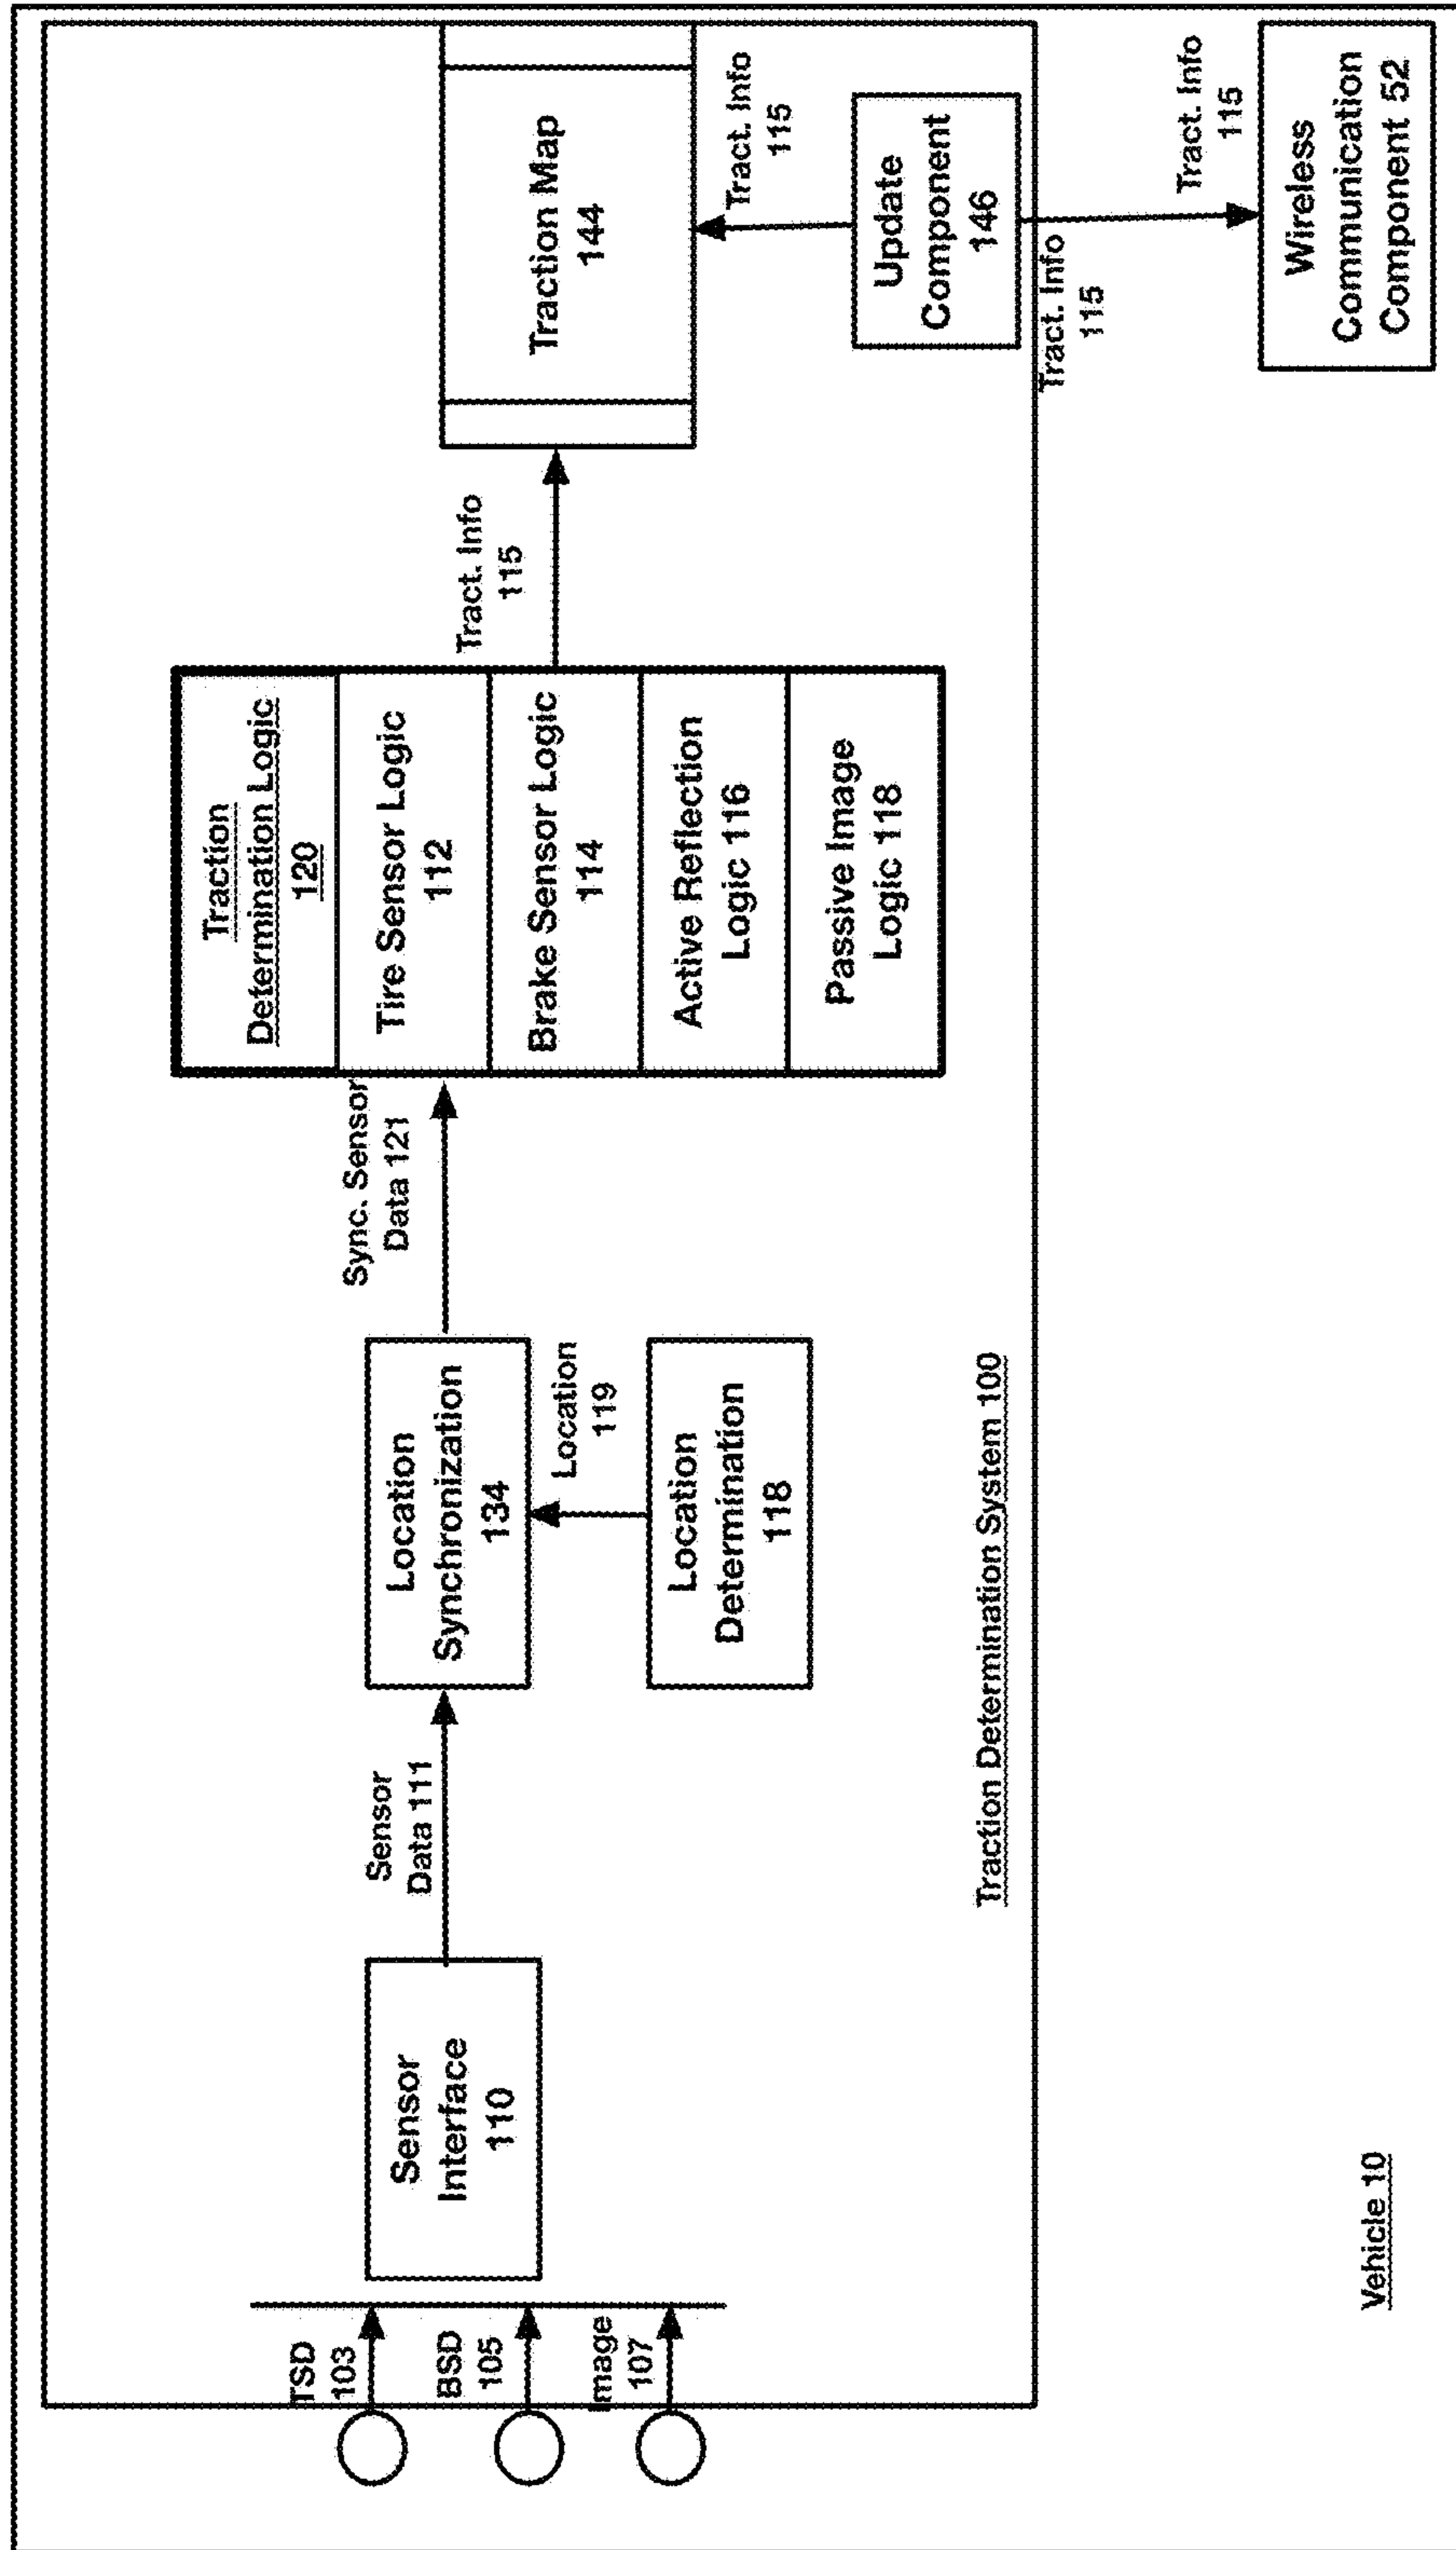 TSD
103
BSD
105
Image
107
Sensor
Interface
110
Sensor
Data 111
Location
Synchronization
134
Location
119
Location
Determination
118
Sync. Sensor
Data 121
Traction
Determination Logic
120
Tire Sensor Logic
112
Brake Sensor Logic
114
Active Reflection
Logic 116
Passive Image
Logic 118
Tract. Info
115
Traction Map
144
Tract. Info
115
Update
Component
146
Tract. Info
115
Tract. Info
115
Wireless
Communication
Component 52
Traction Determination System 100
Vehicle 10